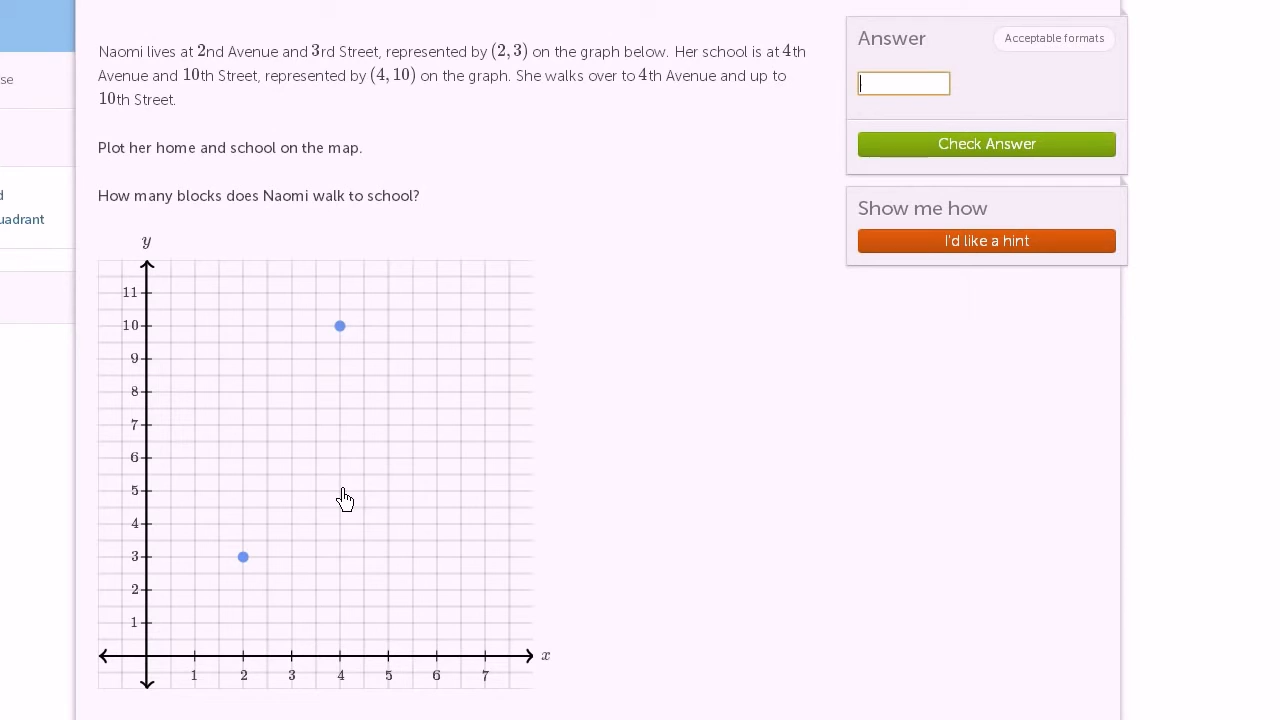 Naomi lives at 2nd Avenue and 3rd Street, represented by (2, 3) on the graph below. Her school is at 4th
Avenue and 10th Street, represented by (4, 10) on the graph. She walks over to 4th Avenue and up to
10th Street.
Plot her home and school on the map.
How many blocks does Naomi walk to school?
Answer
Acceptable formats
Check Answer
Show me how
I'd like a hint
se
d
uadrant
y
11
10
9
8
7
6
5
4
3
2
1
1 2 3 4 5 6 7
x